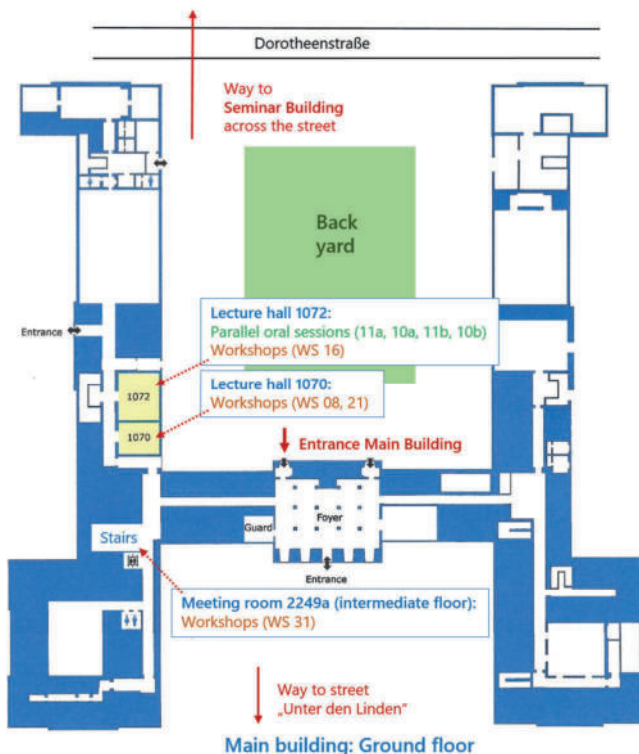 Dorotheenstraße
Way to
Seminar Building
across the street
Back
yard
Lecture hall 1072:
Parallel oral sessions (11a, 10a, 11b, 10b)
Workshops (WS 16)
Entrance
1072
Lecture hall 1070:
Workshops (WS 08, 21)
1070
Entrance Main Building
Foyer
Guard
Stairs
Entrance
Meeting room 2249a (intermediate floor):
Workshops (WS 31)
Way to street
„Unter den Linden“
Main building: Ground floor